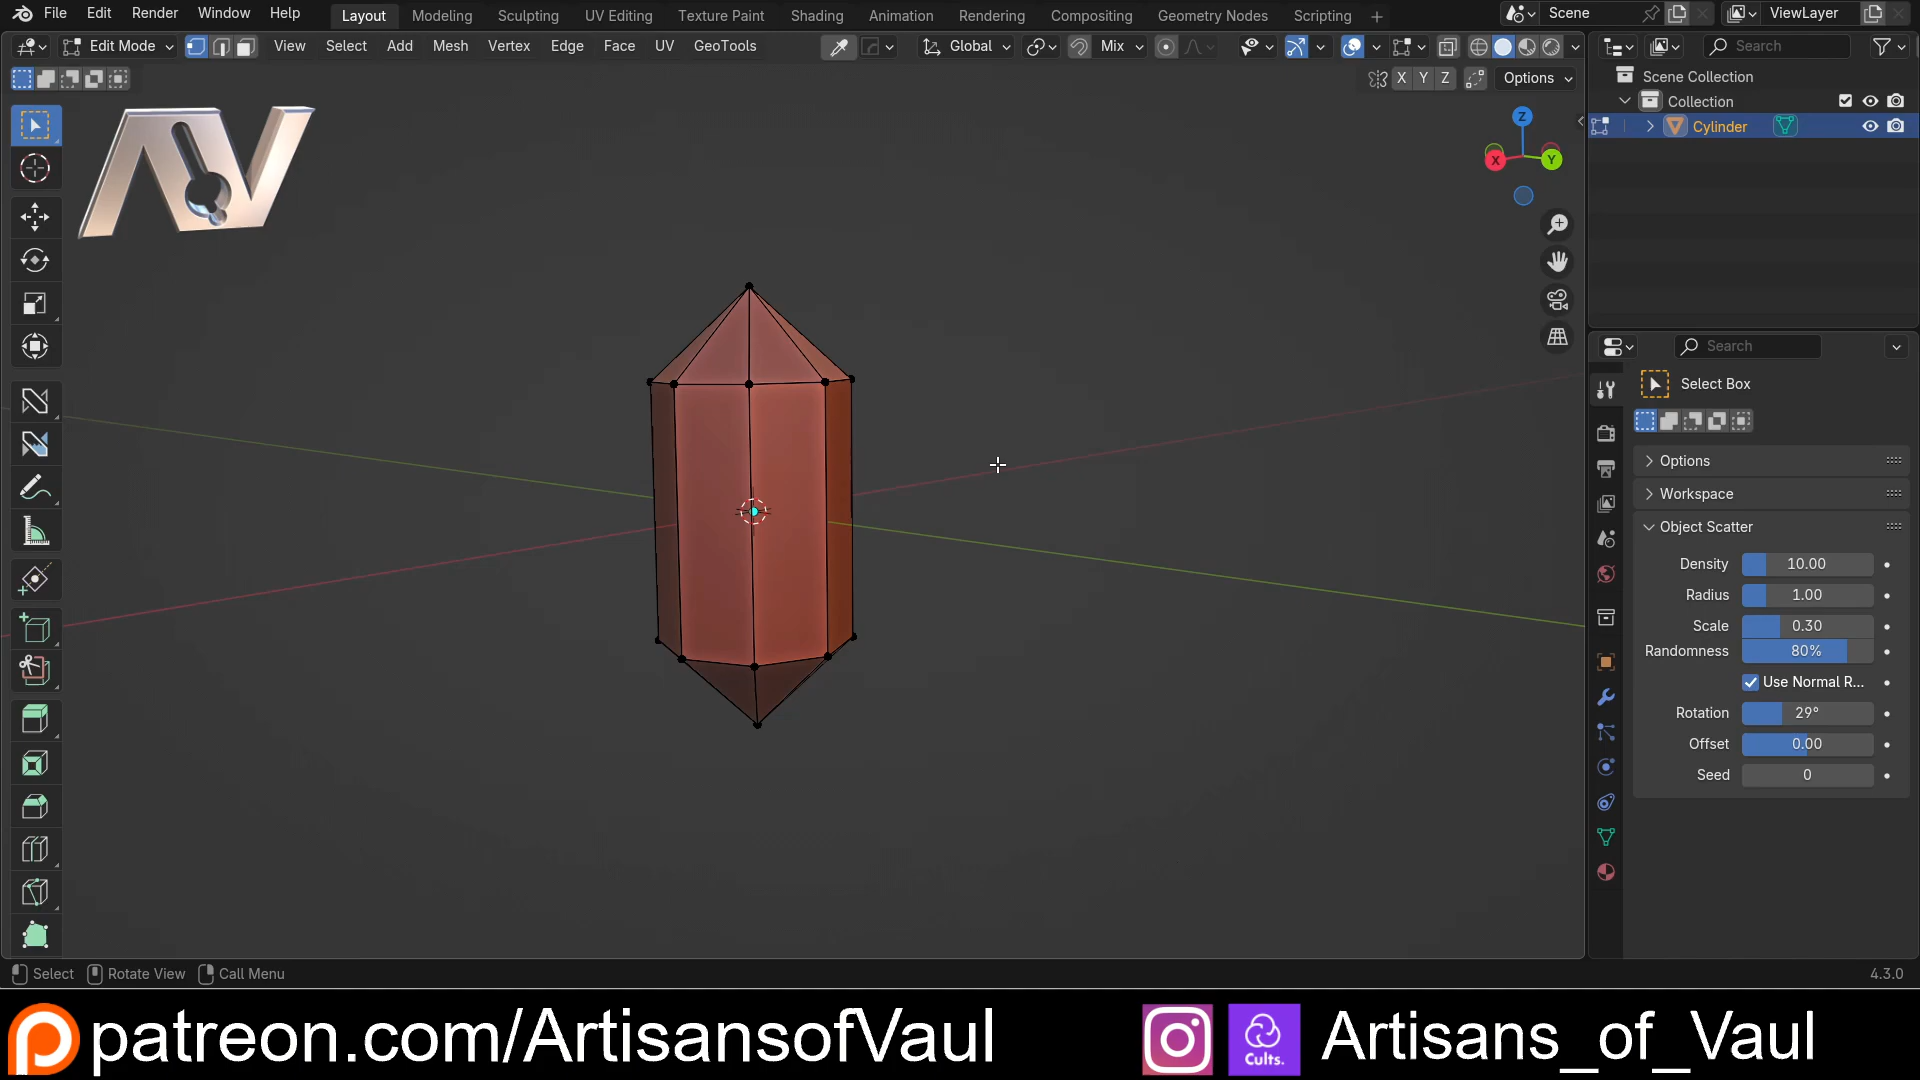 File Edit Render Window Help Layout Modeling Sculpting UV Editing Texture Paint Shading Animation Rendering Compositing Geometry Nodes Scripting + Scene ViewLayer
Edit Mode View Select Add Mesh Vertex Edge Face UV GeoTools Global Mix Search
X Y Z Options
Scene Collection
Collection
Cylinder
Z
X Y
Search
Select Box
Options
Workspace
Object Scatter
Density 10.00
Radius 1.00
Scale 0.30
Randomness 80%
Use Normal R...
Rotation 29°
Offset 0.00
Seed 0
Select Rotate View Call Menu 4.3.0
patreon.com/ArtisansofVaul Cults. Artisans_of_Vaul